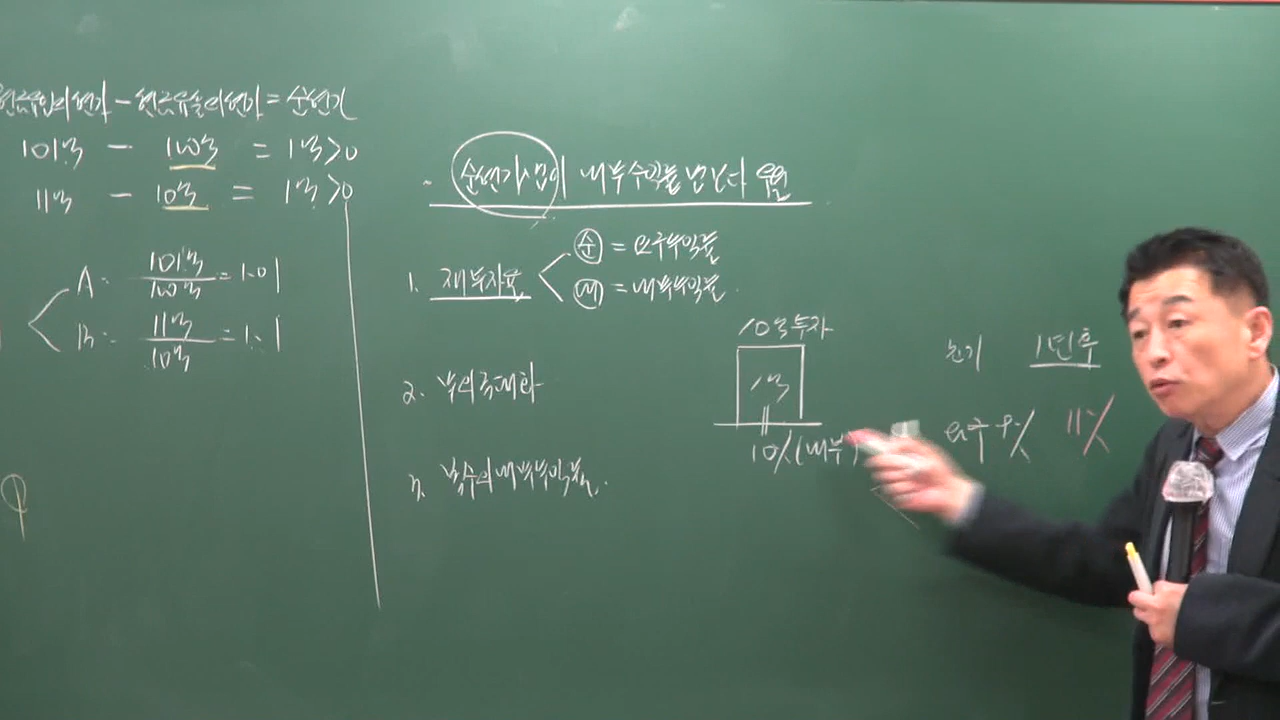 현금유입의현가 - 현금유출의현가 = 순현가
101억 - 100억 = 1억>0
11억 - 10억 = 1억>0
A: 101억/100억 = 1.01
B: 11억/10억 = 1.1
· 순현가법이 내부수익률법보다 우월
1. 재투자율
순 = 요구수익률
내 = 내부수익률
2. 부의극대화
3. 복수의내부수익률.
10억투자
1억
10%(내부)
현가 1년후
요구 9% 11%